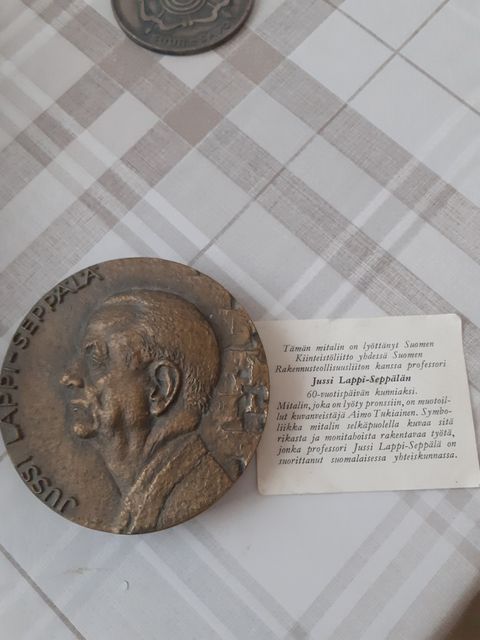 JUSSI LAPPI-SEPPÄLÄ
Tämän mitalin on lyöttänyt Suomen
Kiinteistöliitto yhdessä Suomen
Rakennusteollisuusliiton kanssa professori
Jussi Lappi-Seppälän
60-vuotispäivän kunniaksi.
Mitalin, joka on lyöty pronssiin, on muotoil-
lut kuvanveistäjä Aimo Tukiainen. Symbo-
liikka mitalin selkäpuolella kuvaa sitä
rikasta ja monitahoista rakentavaa työtä,
jonka professori Jussi Lappi-Seppälä on
suorittanut suomalaisessa yhteiskunnassa.